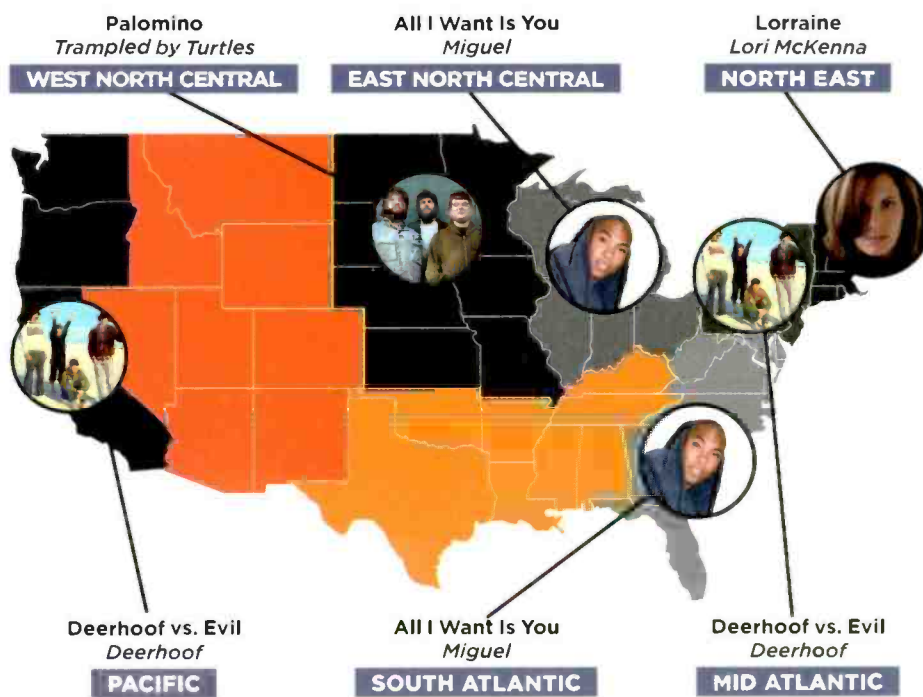 Palomino
Trampled by Turtles
WEST NORTH CENTRAL
All I Want Is You
Miguel
EAST NORTH CENTRAL
Lorraine
Lori McKenna
NORTH EAST
Deerhoof vs. Evil
Deerhoof
PACIFIC
All I Want Is You
Miguel
SOUTH ATLANTIC
Deerhoof vs. Evil
Deerhoof
MID ATLANTIC